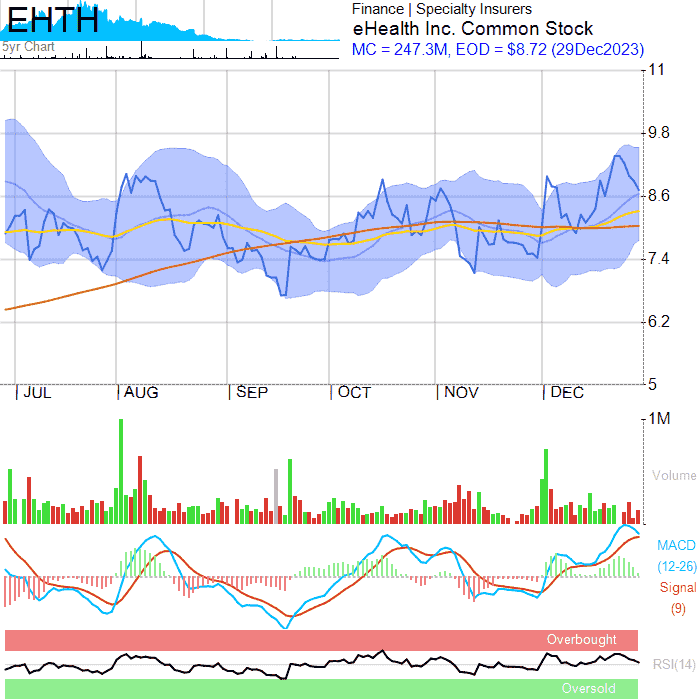 EHTH
5yr Chart
Finance | Specialty Insurers
eHealth Inc. Common Stock
MC = 247.3M, EOD = $8.72 (29Dec2023)
11
9.8
8.6
7.4
6.2
5
JUL AUG SEP OCT NOV DEC
1M
Volume
MACD
(12-26)
Signal
(9)
Overbought
RSI(14)
Oversold